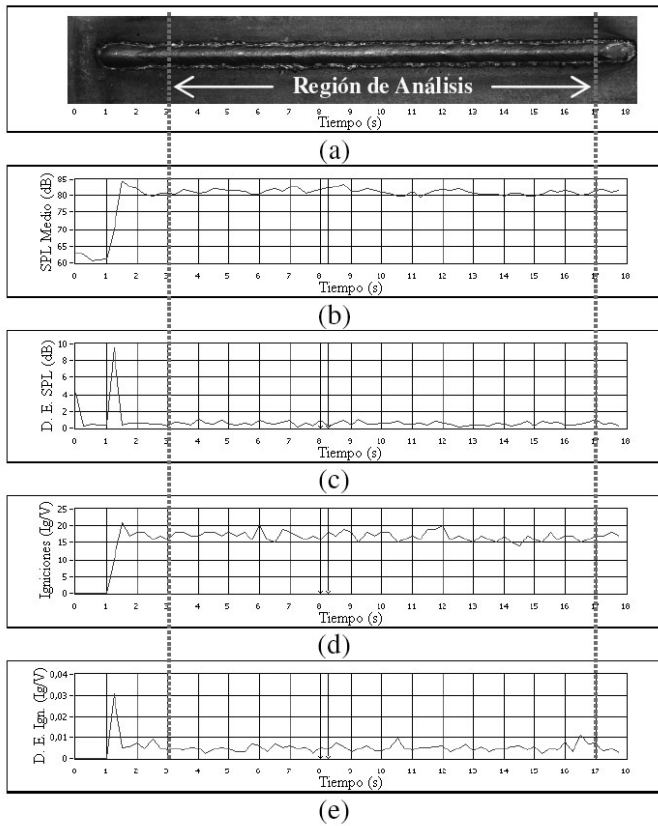 Región de Análisis
0 1 2 3 4 5 6 7 8 9 10 11 12 13 14 15 16 17 18
Tiempo (s)
(a)
SPL Medio (dB)
85
80
75
70
65
60
0 1 2 3 4 5 6 7 8 9 10 11 12 13 14 15 16 17 18
Tiempo (s)
(b)
D. E. SPL (dB)
10
8
6
4
2
0
0 1 2 3 4 5 6 7 8 9 10 11 12 13 14 15 16 17 18
Tiempo (s)
(c)
Igniciones (Ig/V)
25
20
15
10
5
0
0 1 2 3 4 5 6 7 8 9 10 11 12 13 14 15 16 17 18
Tiempo (s)
(d)
D. E. Ign. (Ig/V)
0,04
0,03
0,02
0,01
0
0 1 2 3 4 5 6 7 8 9 10 11 12 13 14 15 16 17 18
Tiempo (s)
(e)